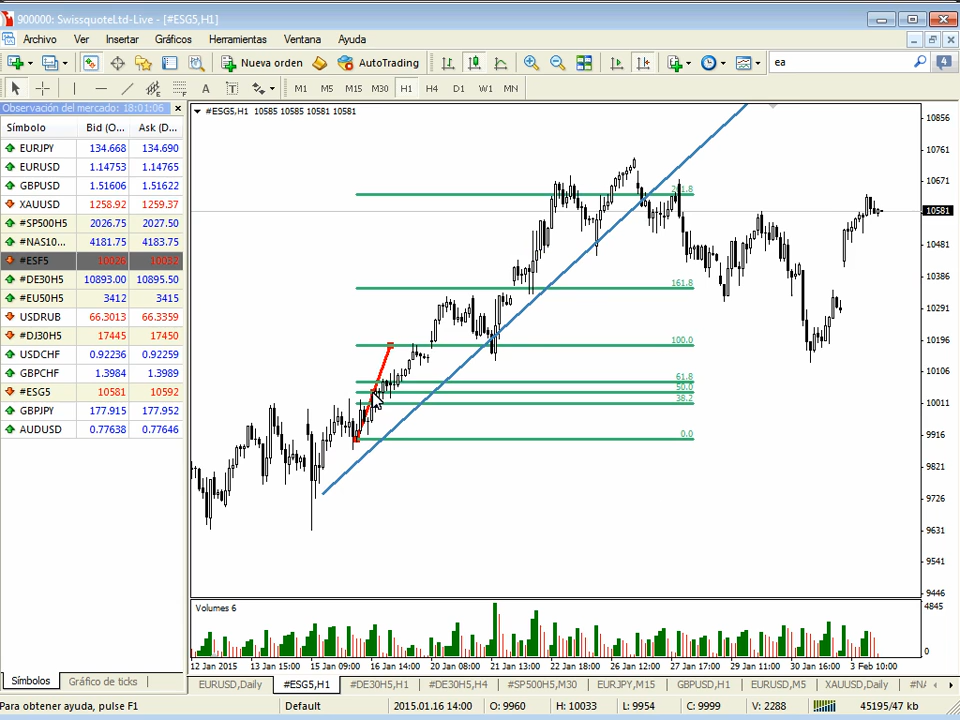 900000: SwissquoteLtd-Live - [#ESG5,H1]
Archivo Ver Insertar Gráficos Herramientas Ventana Ayuda
Nueva orden AutoTrading ea 4
A T M1 M5 M15 M30 H1 H4 D1 W1 MN
Observación del mercado: 18:01:06
Símbolo Bid (O... Ask (D...
EURJPY 134.668 134.690
EURUSD 1.14753 1.14765
GBPUSD 1.51606 1.51622
XAUUSD 1258.92 1259.37
#SP500H5 2026.75 2027.50
#NAS10... 4181.75 4183.75
#ESF5 10026 10032
#DE30H5 10893.00 10895.50
#EU50H5 3412 3415
USDRUB 66.3013 66.3359
#DJ30H5 17445 17450
USDCHF 0.92236 0.92259
GBPCHF 1.3984 1.3989
#ESG5 10581 10592
GBPJPY 177.915 177.952
AUDUSD 0.77638 0.77646
Símbolos Gráfico de ticks
#ESG5,H1 10585 10585 10581 10581
161.8
100.0
61.8
50.0
38.2
0.0
10856
10761
10671
10581
10481
10386
10291
10196
10106
10011
9916
9821
9726
9631
9541
9446
Volumes 6
4845
0
12 Jan 2015 13 Jan 15:00 15 Jan 09:00 16 Jan 14:00 20 Jan 08:00 21 Jan 13:00 22 Jan 18:00 26 Jan 12:00 27 Jan 17:00 29 Jan 11:00 30 Jan 16:00 3 Feb 10:00
EURUSD,Daily #ESG5,H1 #DE30H5,H1 #DE30H5,H4 #SP500H5,M30 EURJPY,M15 GBPUSD,H1 EURUSD,M5 XAUUSD,Daily #NA
Para obtener ayuda, pulse F1 Default 2015.01.16 14:00 O: 9960 H: 10033 L: 9954 C: 9999 V: 2288 45195/47 kb